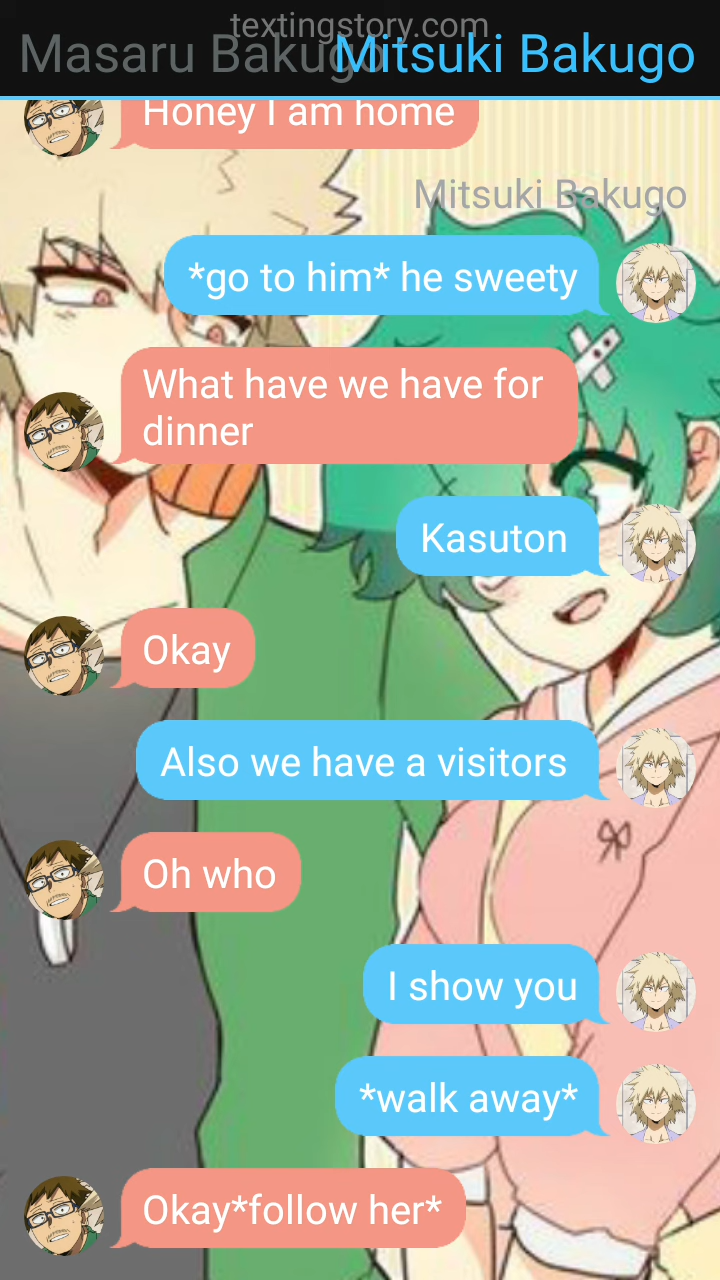 textingstory.com
Masaru Bakugo
Mitsuki Bakugo
Honey I am home
Mitsuki Bakugo
*go to him* he sweety
What have we have for
dinner
Kasuton
Okay
Also we have a visitors
Oh who
I show you
*walk away*
Okay*follow her*